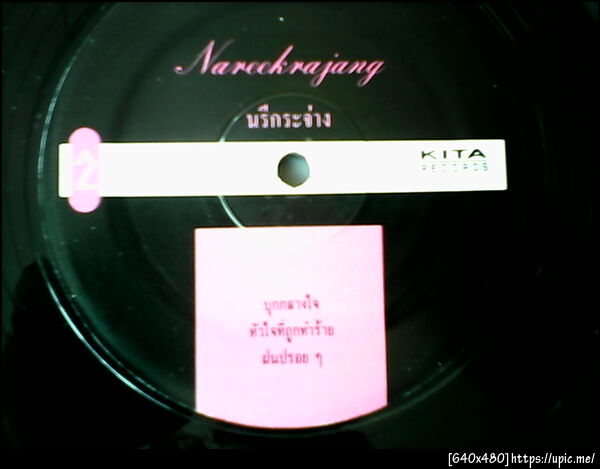 Nareekrajang
นรีกระจ่าง
2
KITA
RECORDS
บุกกลางใจ
หัวใจที่ถูกทำร้าย
ฝนปรอย ๆ
[640x480]https://upic.me/